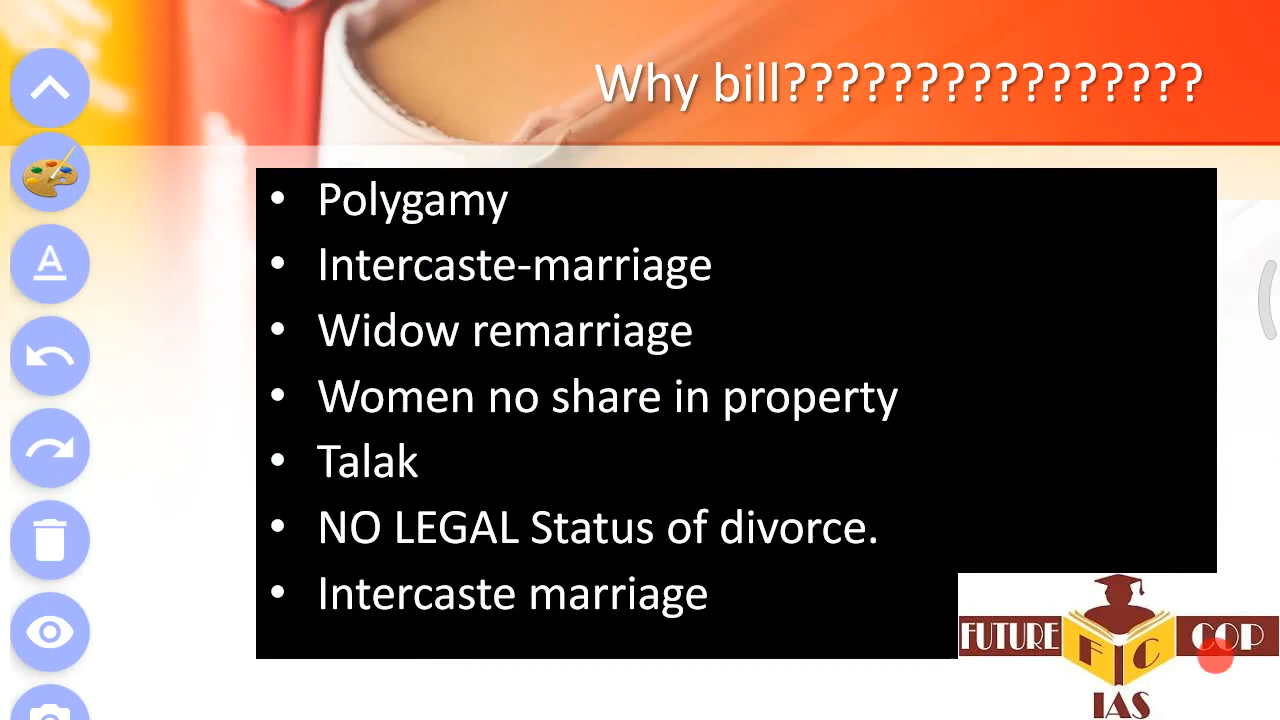 Why bill????????????????
• Polygamy
• Intercaste-marriage
• Widow remarriage
• Women no share in property
• Talak
• NO LEGAL Status of divorce.
• Intercaste marriage
FUTURE FC COP
IAS